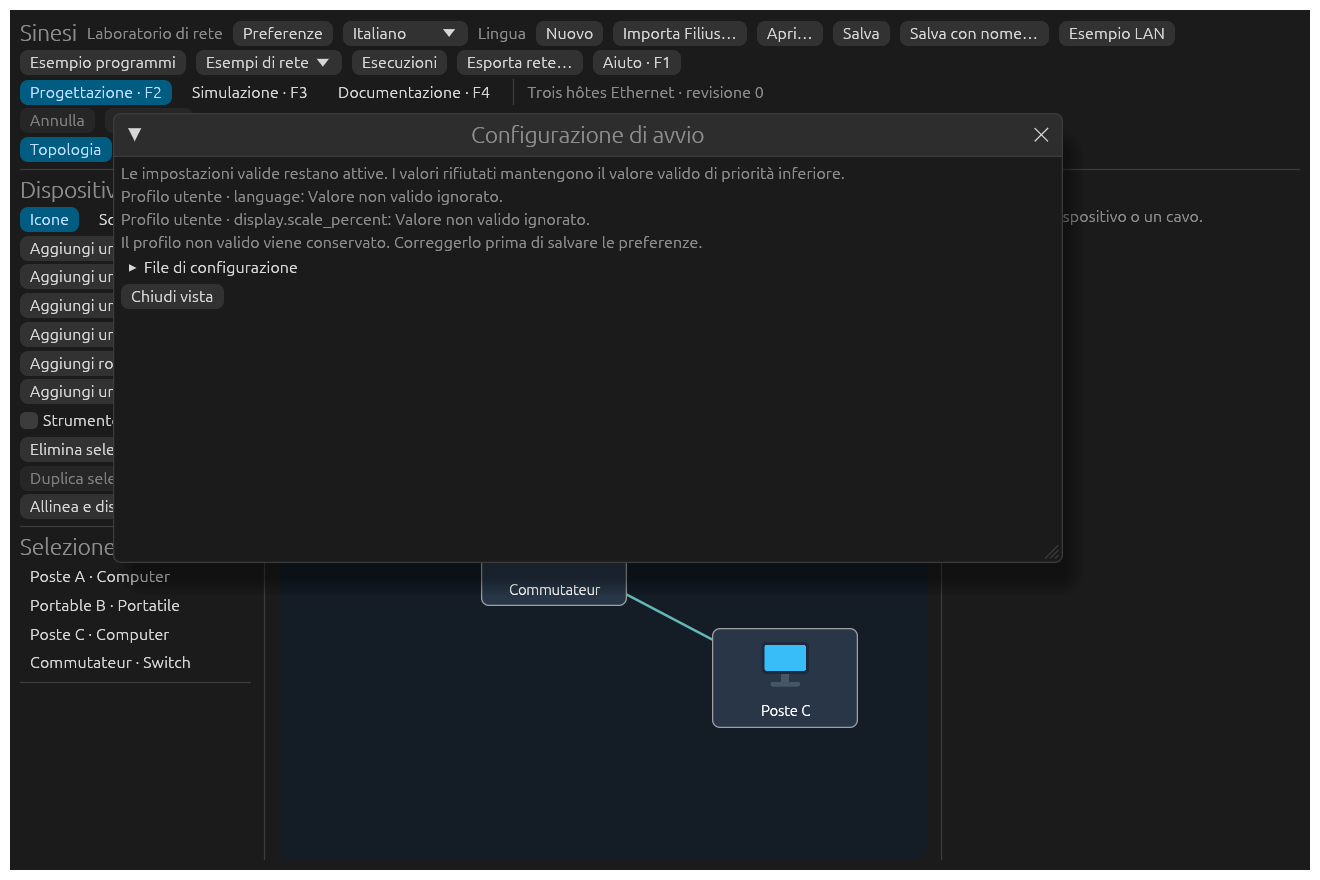 Sinesi Laboratorio di rete Preferenze Italiano Lingua Nuovo Importa Filius… Apri… Salva Salva con nome… Esempio LAN
Esempio programmi Esempi di rete Esecuzioni Esporta rete… Aiuto · F1
Progettazione · F2 Simulazione · F3 Documentazione · F4 Trois hôtes Ethernet · revisione 0
Annulla
Topologia
Configurazione di avvio
Le impostazioni valide restano attive. I valori rifiutati mantengono il valore valido di priorità inferiore.
Profilo utente · language: Valore non valido ignorato.
Profilo utente · display.scale_percent: Valore non valido ignorato.
Il profilo non valido viene conservato. Correggerlo prima di salvare le preferenze.
File di configurazione
Chiudi vista
Dispositiv
Icone Sc
Aggiungi un
Aggiungi un
Aggiungi un
Aggiungi un
Aggiungi ro
Aggiungi un
Strument
Elimina sele
Duplica sele
Allinea e dis
Selezione
Poste A · Computer
Portable B · Portatile
Poste C · Computer
Commutateur · Switch
spositivo o un cavo.
Commutateur
Poste C